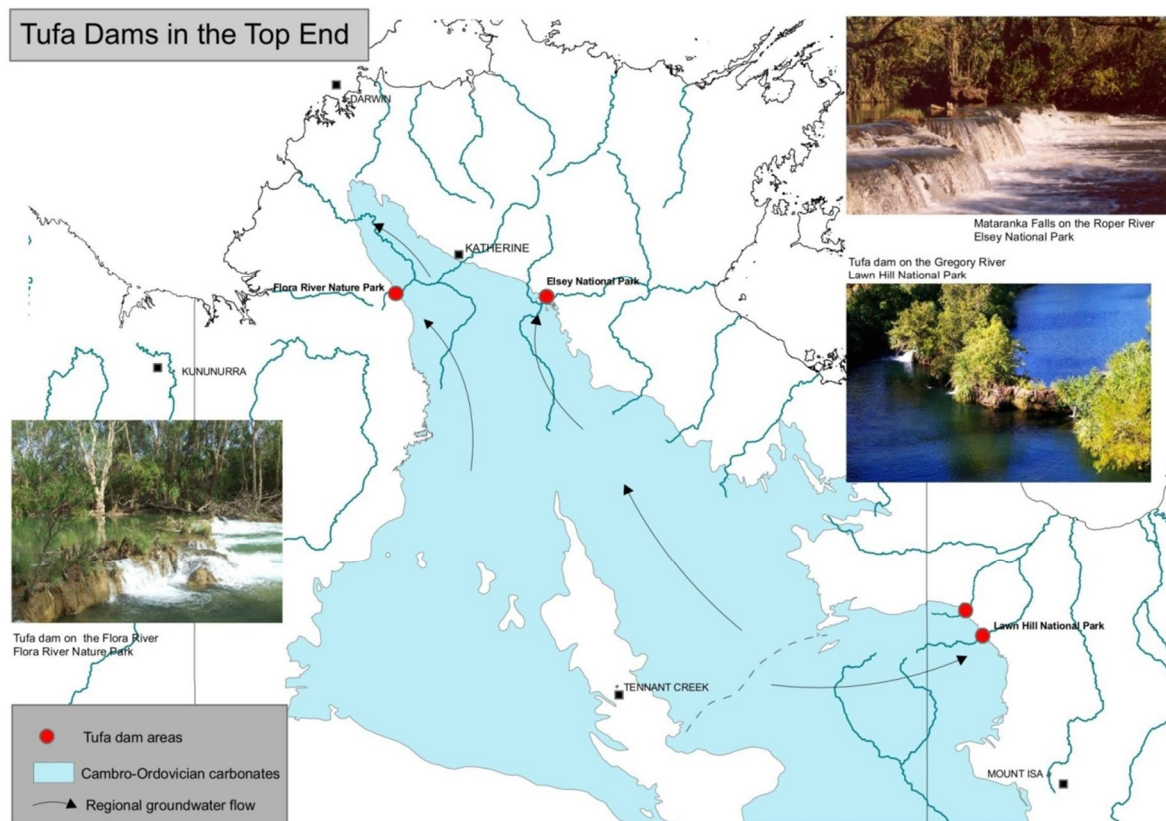 Tufa Dams in the Top End
DARWIN
Mataranka Falls on the Roper River
Elsey National Park
KATHERINE
Tufa dam on the Gregory River
Lawn Hill National Park
Flora River Nature Park
Elsey National Park
KUNUNURRA
Tufa dam on the Flora River
Flora River Nature Park
Lawn Hill National Park
TENNANT CREEK
MOUNT ISA
Tufa dam areas
Cambro-Ordovician carbonates
Regional groundwater flow